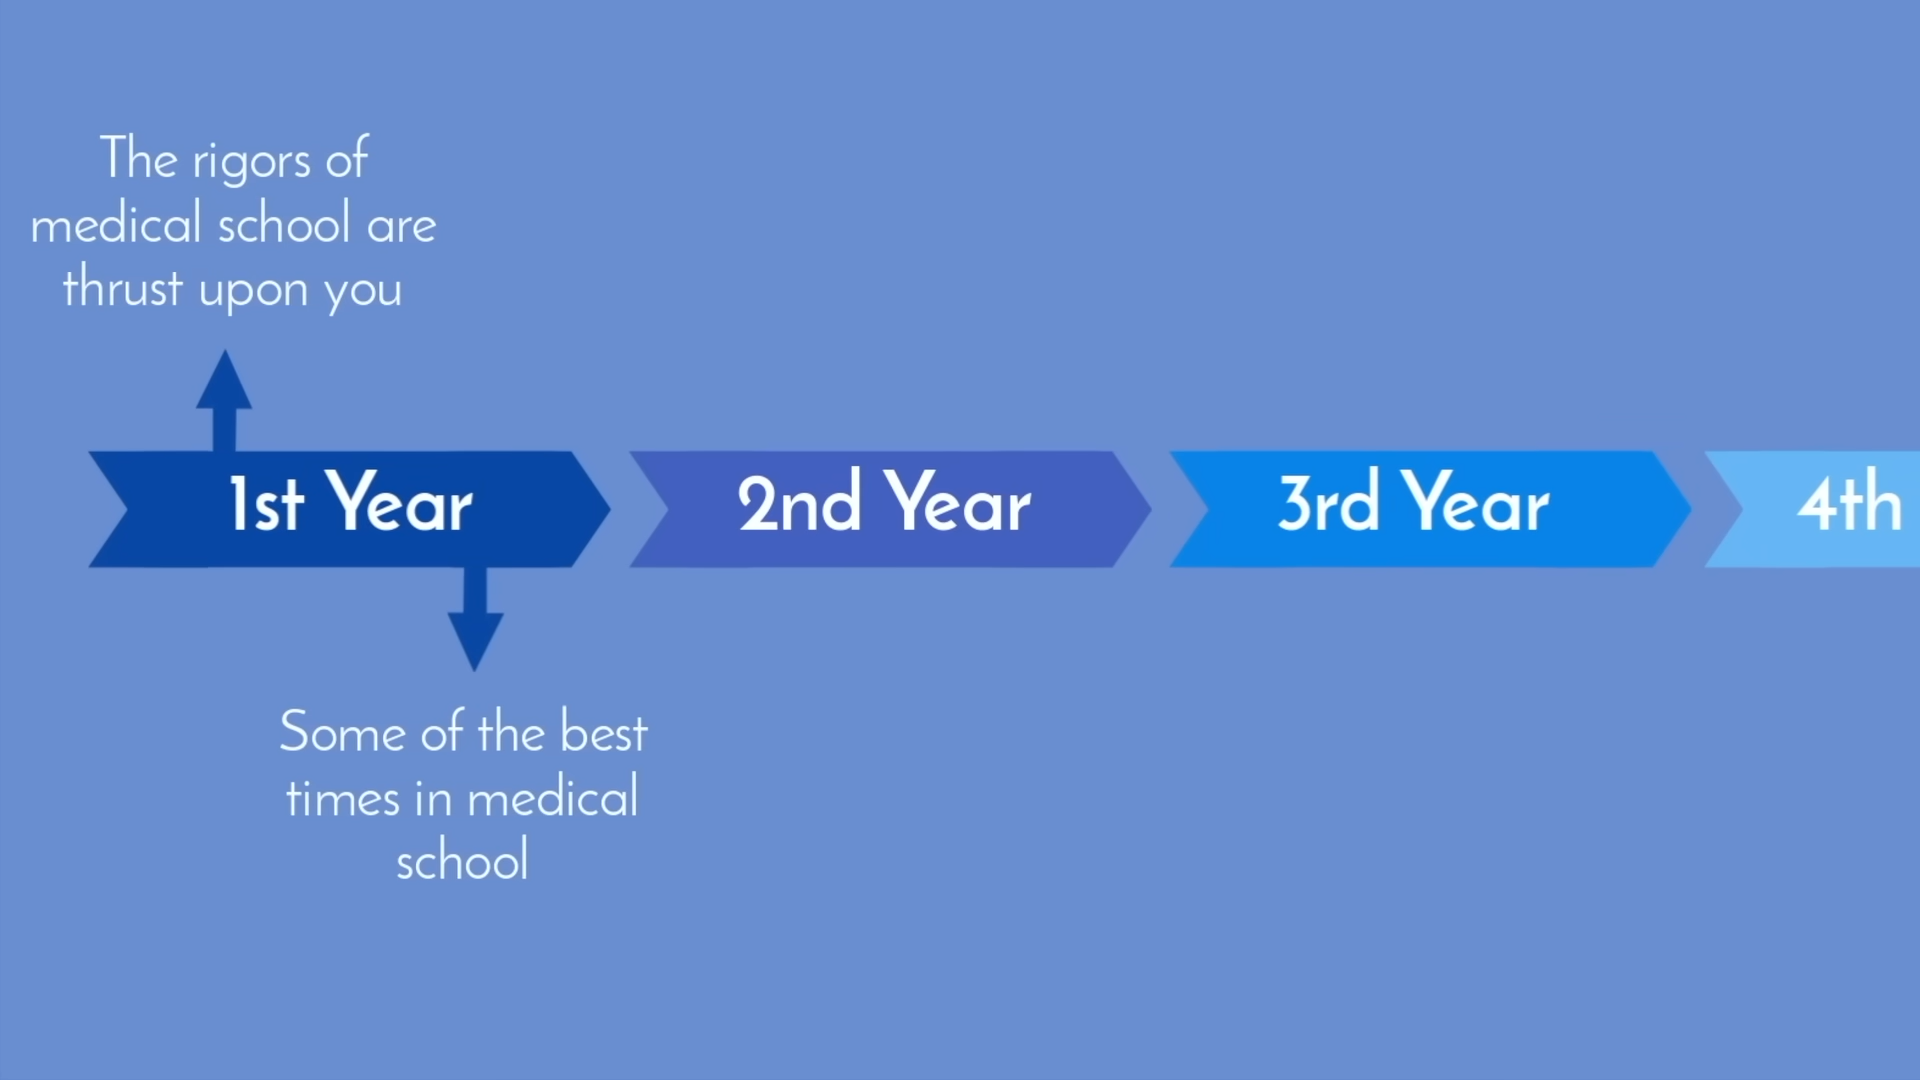 The rigors of
medical school are
thrust upon you
1st Year
2nd Year
3rd Year
4th
Some of the best
times in medical
school